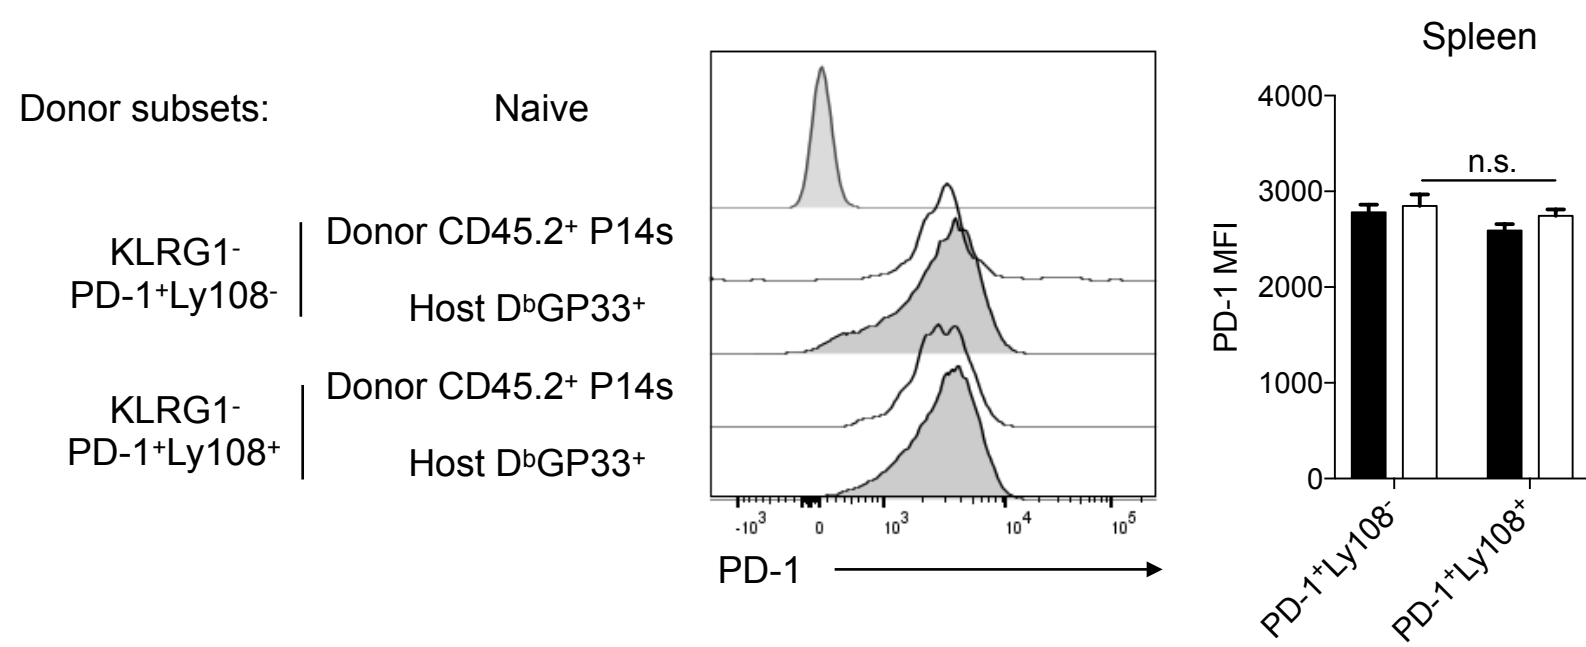 Donor subsets:
Naive
KLRG1⁻
PD-1⁺Ly108⁻
Donor CD45.2⁺ P14s
Host DᵇGP33⁺
KLRG1⁻
PD-1⁺Ly108⁺
Donor CD45.2⁺ P14s
Host DᵇGP33⁺
-10³ 0 10³ 10⁴ 10⁵
PD-1
Spleen
4000
3000
2000
1000
0
PD-1 MFI
n.s.
PD-1⁺Ly108⁻
PD-1⁺Ly108⁺